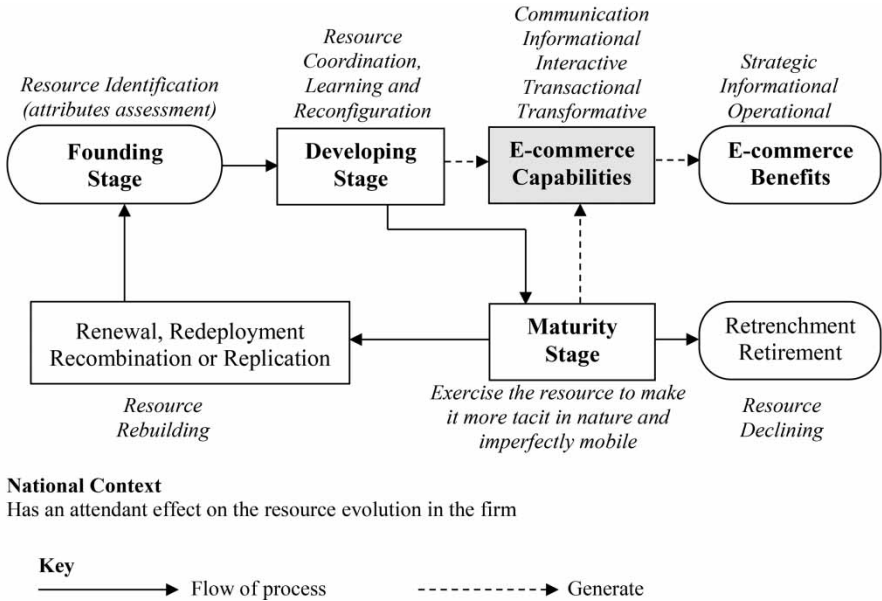 Resource Identification
(attributes assessment)
Founding
Stage
Resource
Coordination,
Learning and
Reconfiguration
Developing
Stage
Communication
Informational
Interactive
Transactional
Transformative
E-commerce
Capabilities
Strategic
Informational
Operational
E-commerce
Benefits
Renewal, Redeployment
Recombination or Replication
Resource
Rebuilding
Maturity
Stage
Exercise the resource to make
it more tacit in nature and
imperfectly mobile
Retrenchment
Retirement
Resource
Declining
National Context
Has an attendant effect on the resource evolution in the firm
Key
Flow of process
Generate